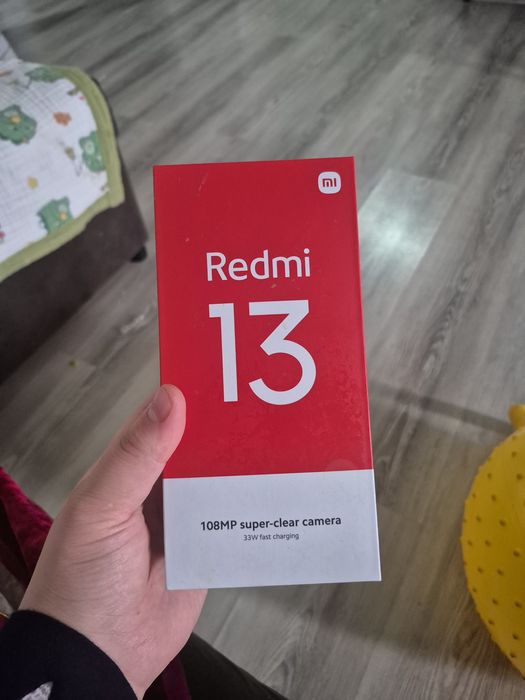 mi
Redmi
13
108MP super-clear camera
33W fast charging